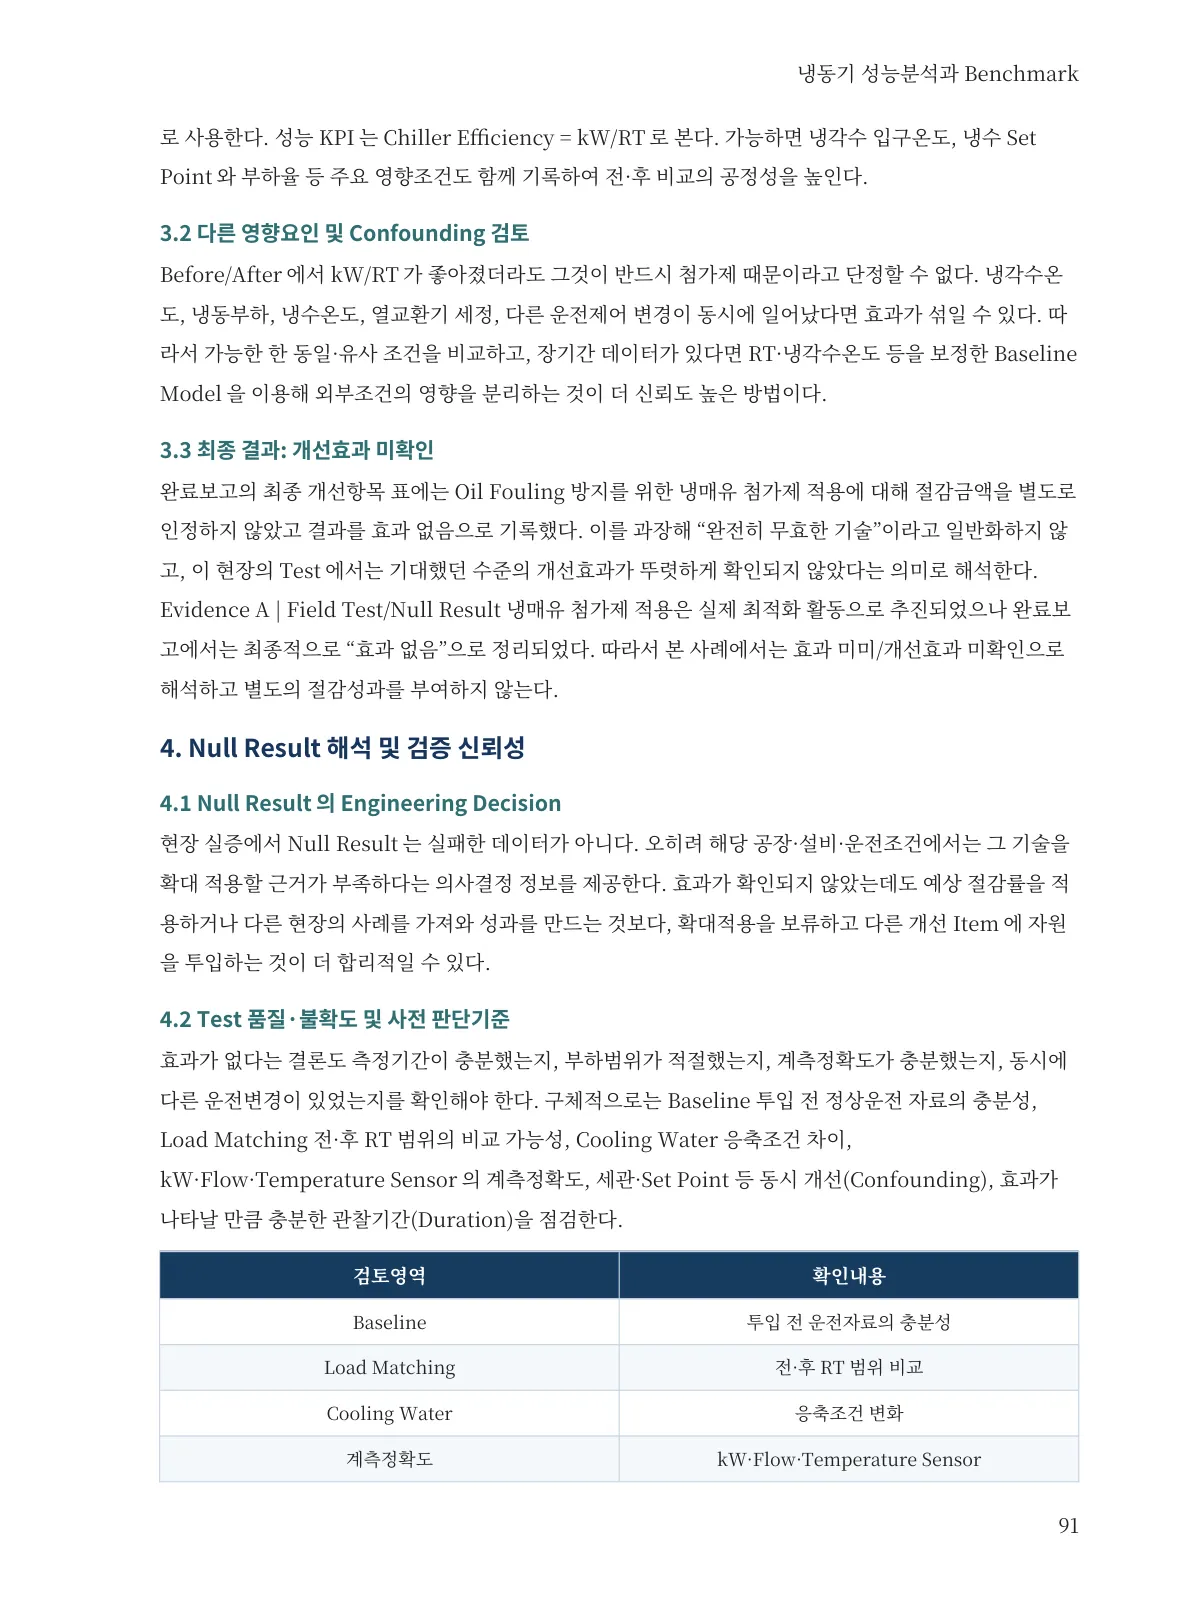 냉동기 성능분석과 Benchmark
로 사용한다. 성능 KPI 는 Chiller Efficiency = kW/RT 로 본다. 가능하면 냉각수 입구온도, 냉수 Set
Point 와 부하율 등 주요 영향조건도 함께 기록하여 전·후 비교의 공정성을 높인다.
3.2 다른 영향요인 및 Confounding 검토
Before/After 에서 kW/RT 가 좋아졌더라도 그것이 반드시 첨가제 때문이라고 단정할 수 없다. 냉각수온
도, 냉동부하, 냉수온도, 열교환기 세정, 다른 운전제어 변경이 동시에 일어났다면 효과가 섞일 수 있다. 따
라서 가능한 한 동일·유사 조건을 비교하고, 장기간 데이터가 있다면 RT·냉각수온도 등을 보정한 Baseline
Model 을 이용해 외부조건의 영향을 분리하는 것이 더 신뢰도 높은 방법이다.
3.3 최종 결과: 개선효과 미확인
완료보고의 최종 개선항목 표에는 Oil Fouling 방지를 위한 냉매유 첨가제 적용에 대해 절감금액을 별도로
인정하지 않았고 결과를 효과 없음으로 기록했다. 이를 과장해 “완전히 무효한 기술”이라고 일반화하지 않
고, 이 현장의 Test 에서는 기대했던 수준의 개선효과가 뚜렷하게 확인되지 않았다는 의미로 해석한다.
Evidence A | Field Test/Null Result 냉매유 첨가제 적용은 실제 최적화 활동으로 추진되었으나 완료보
고에서는 최종적으로 “효과 없음”으로 정리되었다. 따라서 본 사례에서는 효과 미미/개선효과 미확인으로
해석하고 별도의 절감성과를 부여하지 않는다.
4. Null Result 해석 및 검증 신뢰성
4.1 Null Result 의 Engineering Decision
현장 실증에서 Null Result 는 실패한 데이터가 아니다. 오히려 해당 공장·설비·운전조건에서는 그 기술을
확대 적용할 근거가 부족하다는 의사결정 정보를 제공한다. 효과가 확인되지 않았는데도 예상 절감률을 적
용하거나 다른 현장의 사례를 가져와 성과를 만드는 것보다, 확대적용을 보류하고 다른 개선 Item 에 자원
을 투입하는 것이 더 합리적일 수 있다.
4.2 Test 품질·불확도 및 사전 판단기준
효과가 없다는 결론도 측정기간이 충분했는지, 부하범위가 적절했는지, 계측정확도가 충분했는지, 동시에
다른 운전변경이 있었는지를 확인해야 한다. 구체적으로는 Baseline 투입 전 정상운전 자료의 충분성,
Load Matching 전·후 RT 범위의 비교 가능성, Cooling Water 응축조건 차이,
kW·Flow·Temperature Sensor 의 계측정확도, 세관·Set Point 등 동시 개선(Confounding), 효과가
나타날 만큼 충분한 관찰기간(Duration)을 점검한다.
검토영역 확인내용
Baseline 투입 전 운전자료의 충분성
Load Matching 전·후 RT 범위 비교
Cooling Water 응축조건 변화
계측정확도 kW·Flow·Temperature Sensor
91